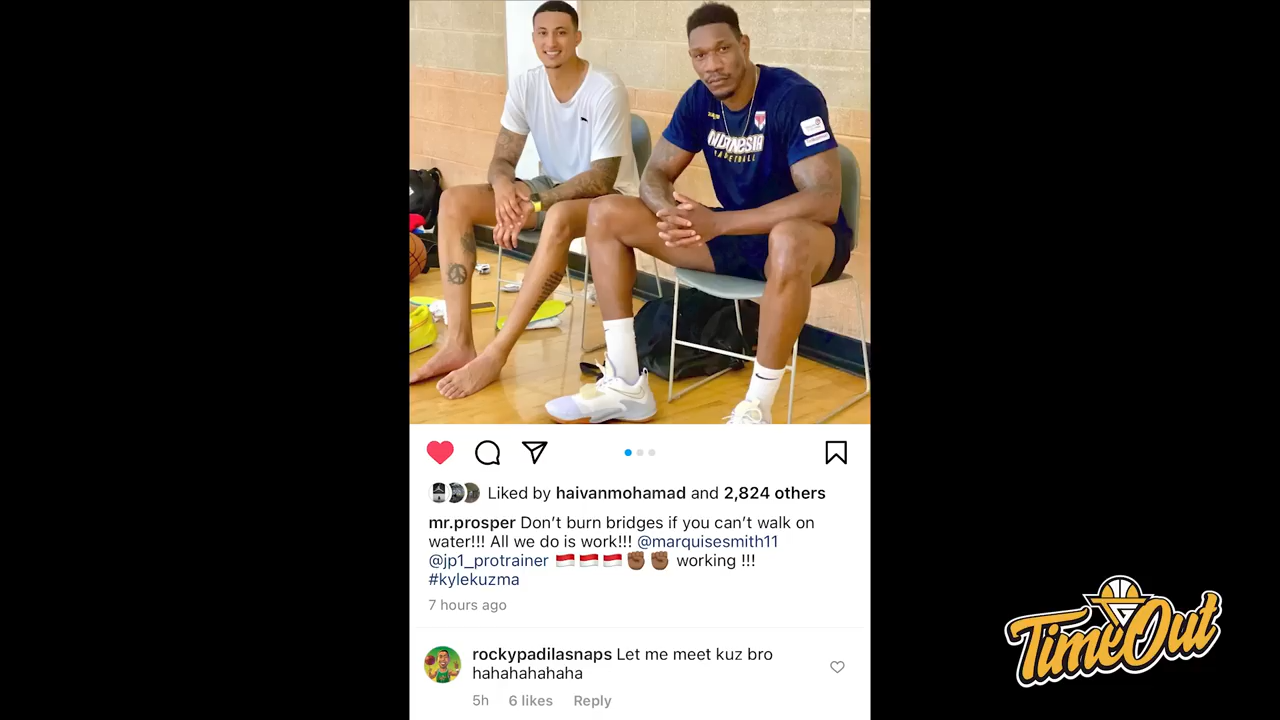 INDONESIA
BASKETBALL
Liked by haivanmohamad and 2,824 others
mr.prosper Don't burn bridges if you can't walk on
water!!! All we do is work!!! @marquisesmith11
@jp1_protrainer 🇮🇩🇮🇩🇮🇩✊🏾✊🏾 working !!!
#kylekuzma
7 hours ago
rockypadilasnaps Let me meet kuz bro
hahahahahaha
5h 6 likes Reply
TimeOut